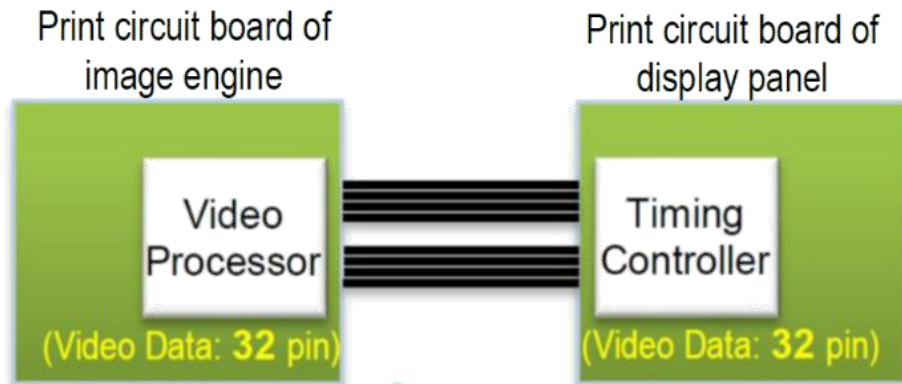 Print circuit board of
image engine
Print circuit board of
display panel
Video
Processor
Timing
Controller
(Video Data: 32 pin)
(Video Data: 32 pin)